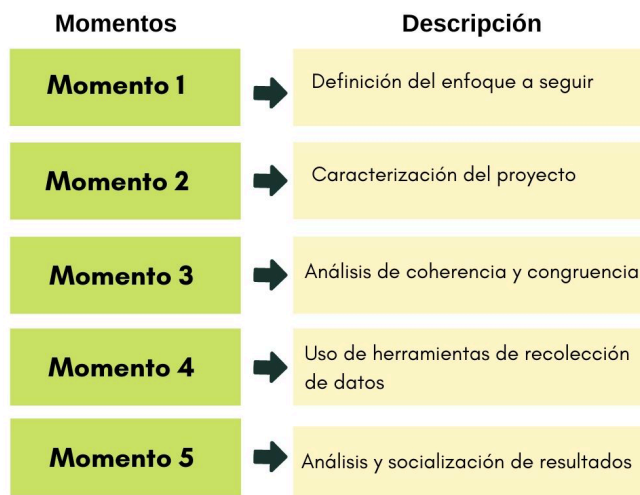 Momentos
Descripción
Momento 1
Definición del enfoque a seguir
Momento 2
Caracterización del proyecto
Momento 3
Análisis de coherencia y congruencia
Momento 4
Uso de herramientas de recolección
de datos
Momento 5
Análisis y socialización de resultados